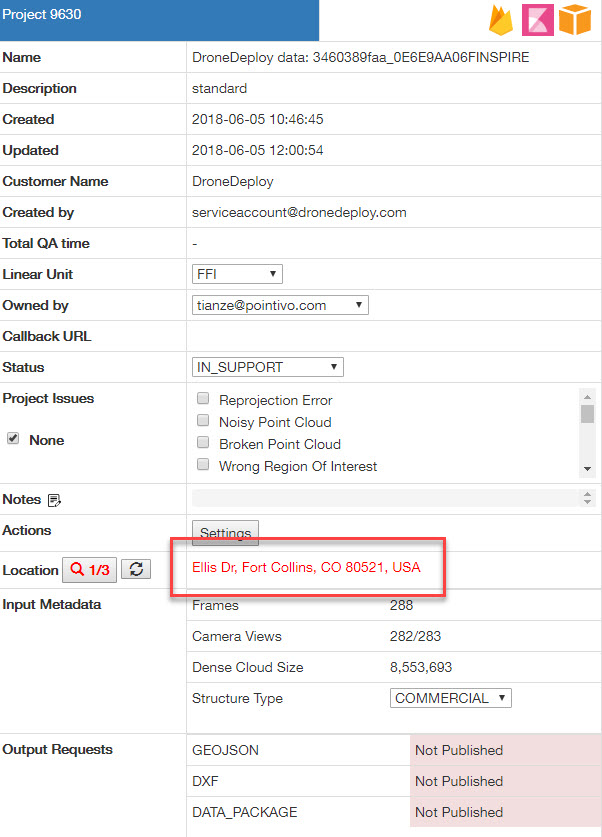 Project 9630
Name DroneDeploy data: 3460389faa_0E6E9AA06FINSPIRE
Description standard
Created 2018-06-05 10:46:45
Updated 2018-06-05 12:00:54
Customer Name DroneDeploy
Created by serviceaccount@dronedeploy.com
Total QA time -
Linear Unit FFI
Owned by tianze@pointivo.com
Callback URL
Status IN_SUPPORT
Project Issues Reprojection Error
Noisy Point Cloud
None Broken Point Cloud
Wrong Region Of Interest
Notes
Actions Settings
Location 1/3 Ellis Dr, Fort Collins, CO 80521, USA
Input Metadata Frames 288
Camera Views 282/283
Dense Cloud Size 8,553,693
Structure Type COMMERCIAL
Output Requests GEOJSON Not Published
DXF Not Published
DATA_PACKAGE Not Published